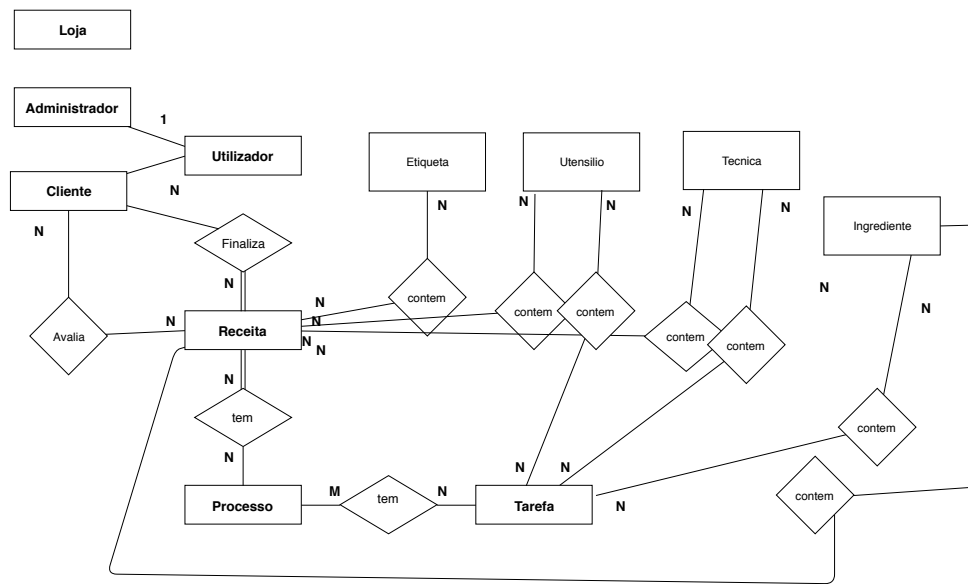 Loja
Administrador
1
Utilizador
Cliente
N
N
Etiqueta
N
Utensilio
N
N
Tecnica
N
N
Ingrediente
N
N
Finaliza
N
contem
contem
contem
contem
contem
Avalia
N
Receita
N
N
N
N
N
tem
N
contem
contem
Processo
M
tem
N
Tarefa
N
N
N